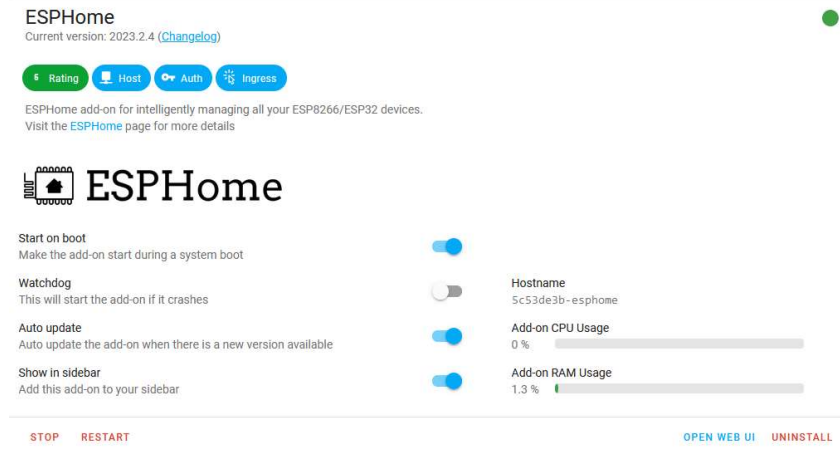 ESPHome
Current version: 2023.2.4 (Changelog)
6 Rating Host Auth Ingress
ESPHome add-on for intelligently managing all your ESP8266/ESP32 devices.
Visit the ESPHome page for more details
ESPHome
Start on boot
Make the add-on start during a system boot
Watchdog
This will start the add-on if it crashes
Hostname
5c53de3b-esphome
Auto update
Auto update the add-on when there is a new version available
Add-on CPU Usage
0 %
Show in sidebar
Add this add-on to your sidebar
Add-on RAM Usage
1.3 %
STOP RESTART OPEN WEB UI UNINSTALL